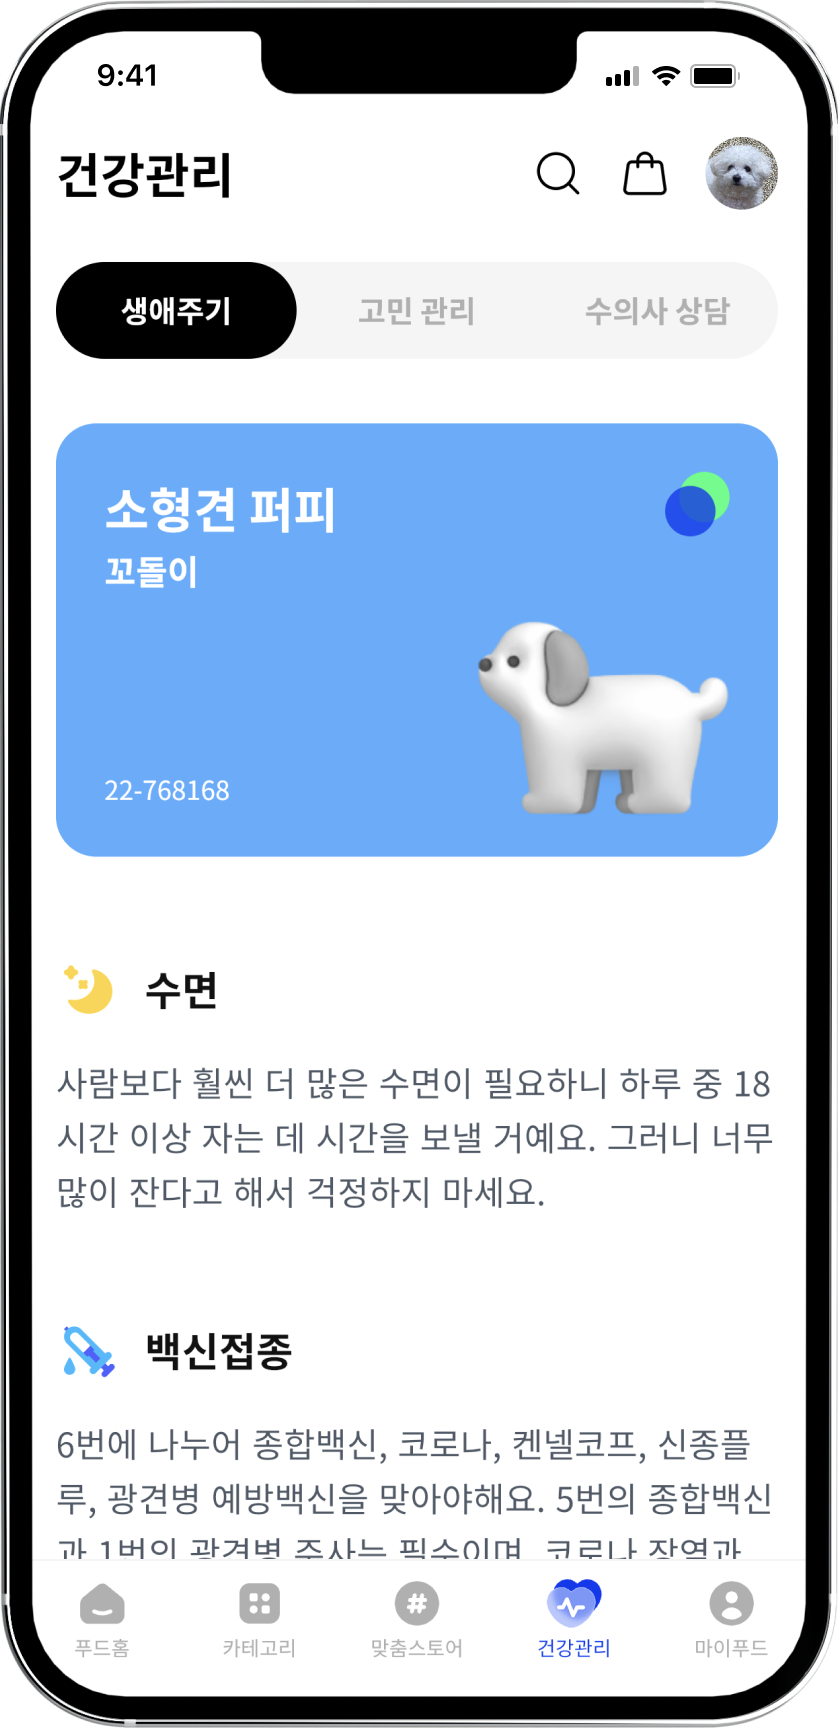 9:41
건강관리
생애주기 고민 관리 수의사 상담
소형견 퍼피
꼬돌이
22-768168
수면
사람보다 훨씬 더 많은 수면이 필요하니 하루 중 18
시간 이상 자는 데 시간을 보낼 거예요. 그러니 너무
많이 잔다고 해서 걱정하지 마세요.
백신접종
6번에 나누어 종합백신, 코로나, 켄넬코프, 신종플
루, 광견병 예방백신을 맞아야해요. 5번의 종합백신
과 1번의 광견병 주사는 필수이며, 코로나 장염과
푸드홈 카테고리 맞춤스토어 건강관리 마이푸드